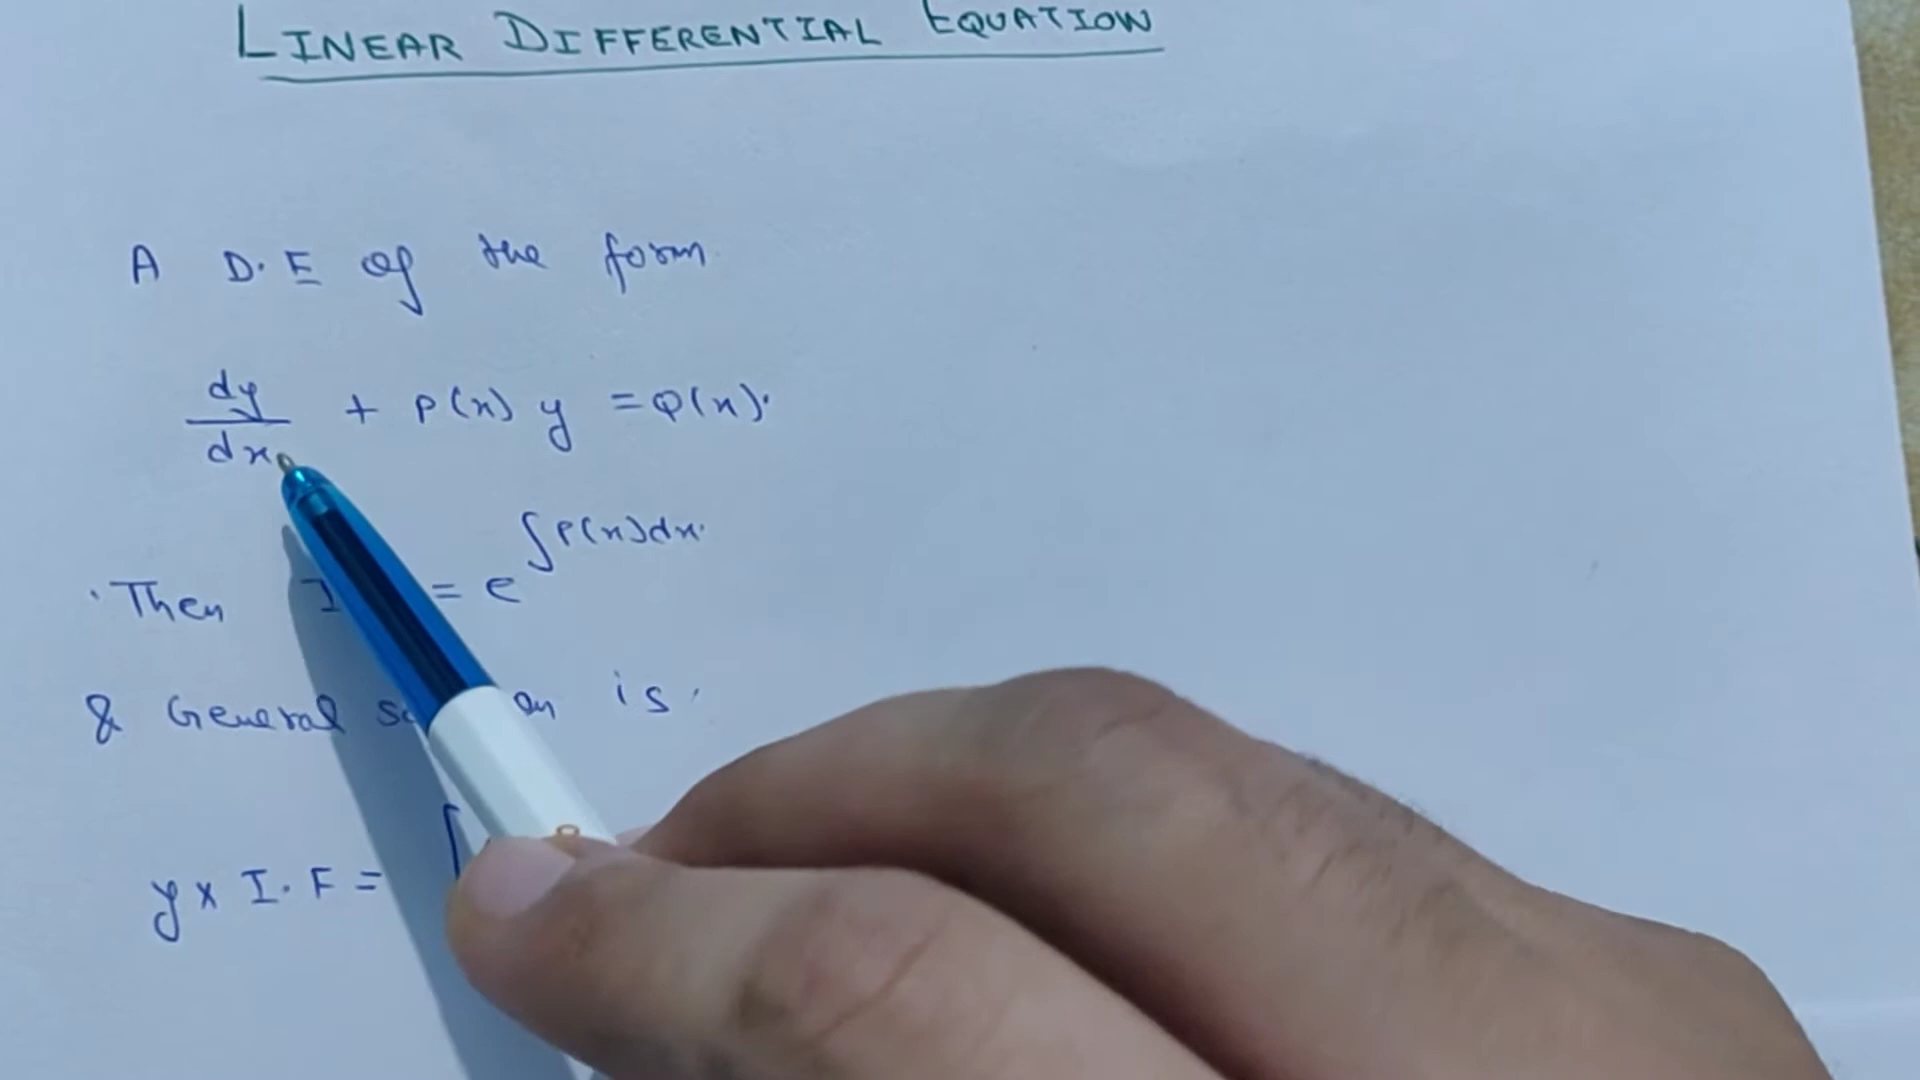 LINEAR DIFFERENTIAL EQUATION
A D.E of the form
dy/dx + P(x) y = Q(x).
∫P(x)dx.
Then = e
& General is.
y x I.F = ∫